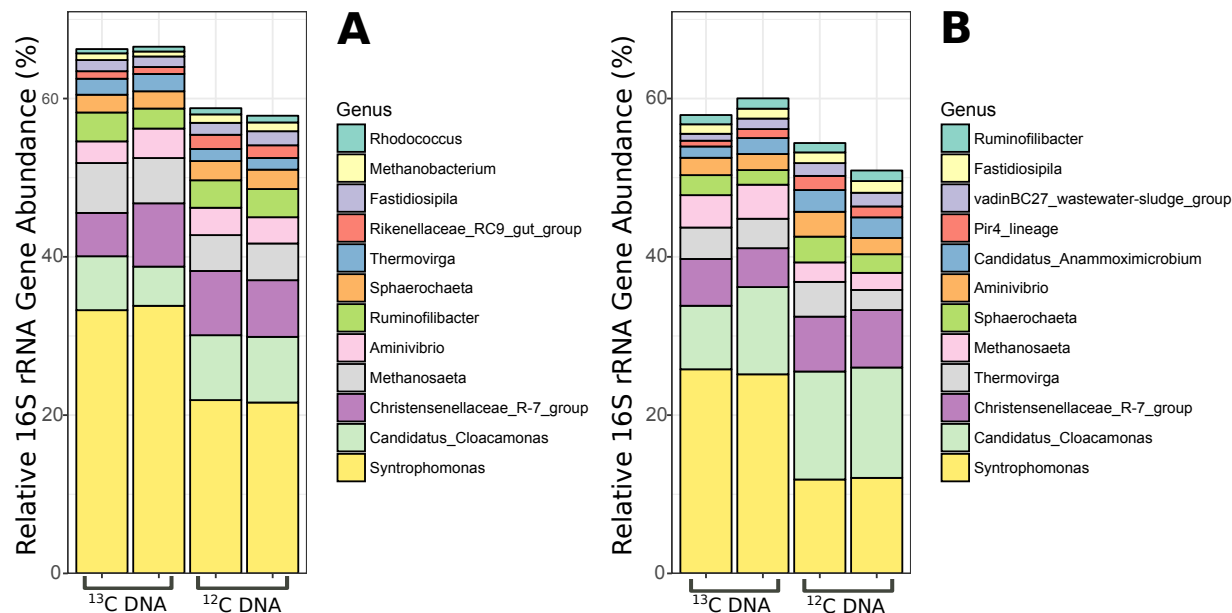 A
Relative 16S rRNA Gene Abundance (%)
60
40
20
0
¹³C DNA
¹²C DNA
Genus
Rhodococcus
Methanobacterium
Fastidiosipila
Rikenellaceae_RC9_gut_group
Thermovirga
Sphaerochaeta
Ruminofilibacter
Aminivibrio
Methanosaeta
Christensenellaceae_R-7_group
Candidatus_Cloacamonas
Syntrophomonas
B
Relative 16S rRNA Gene Abundance (%)
60
40
20
0
¹³C DNA
¹²C DNA
Genus
Ruminofilibacter
Fastidiosipila
vadinBC27_wastewater-sludge_group
Pir4_lineage
Candidatus_Anammoximicrobium
Aminivibrio
Sphaerochaeta
Methanosaeta
Thermovirga
Christensenellaceae_R-7_group
Candidatus_Cloacamonas
Syntrophomonas